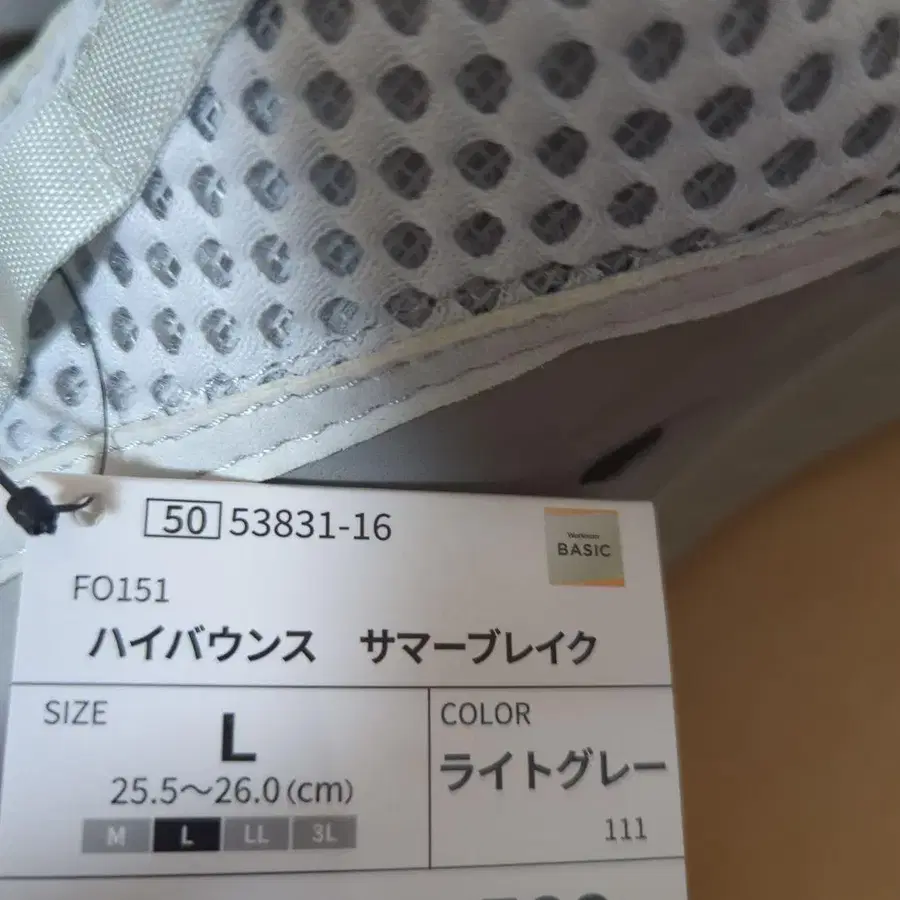 50 53831-16
Workman
BASIC
FO151
ハイバウンス サマーブレイク
SIZE
L
25.5～26.0(cm)
M L LL 3L
COLOR
ライトグレー
111